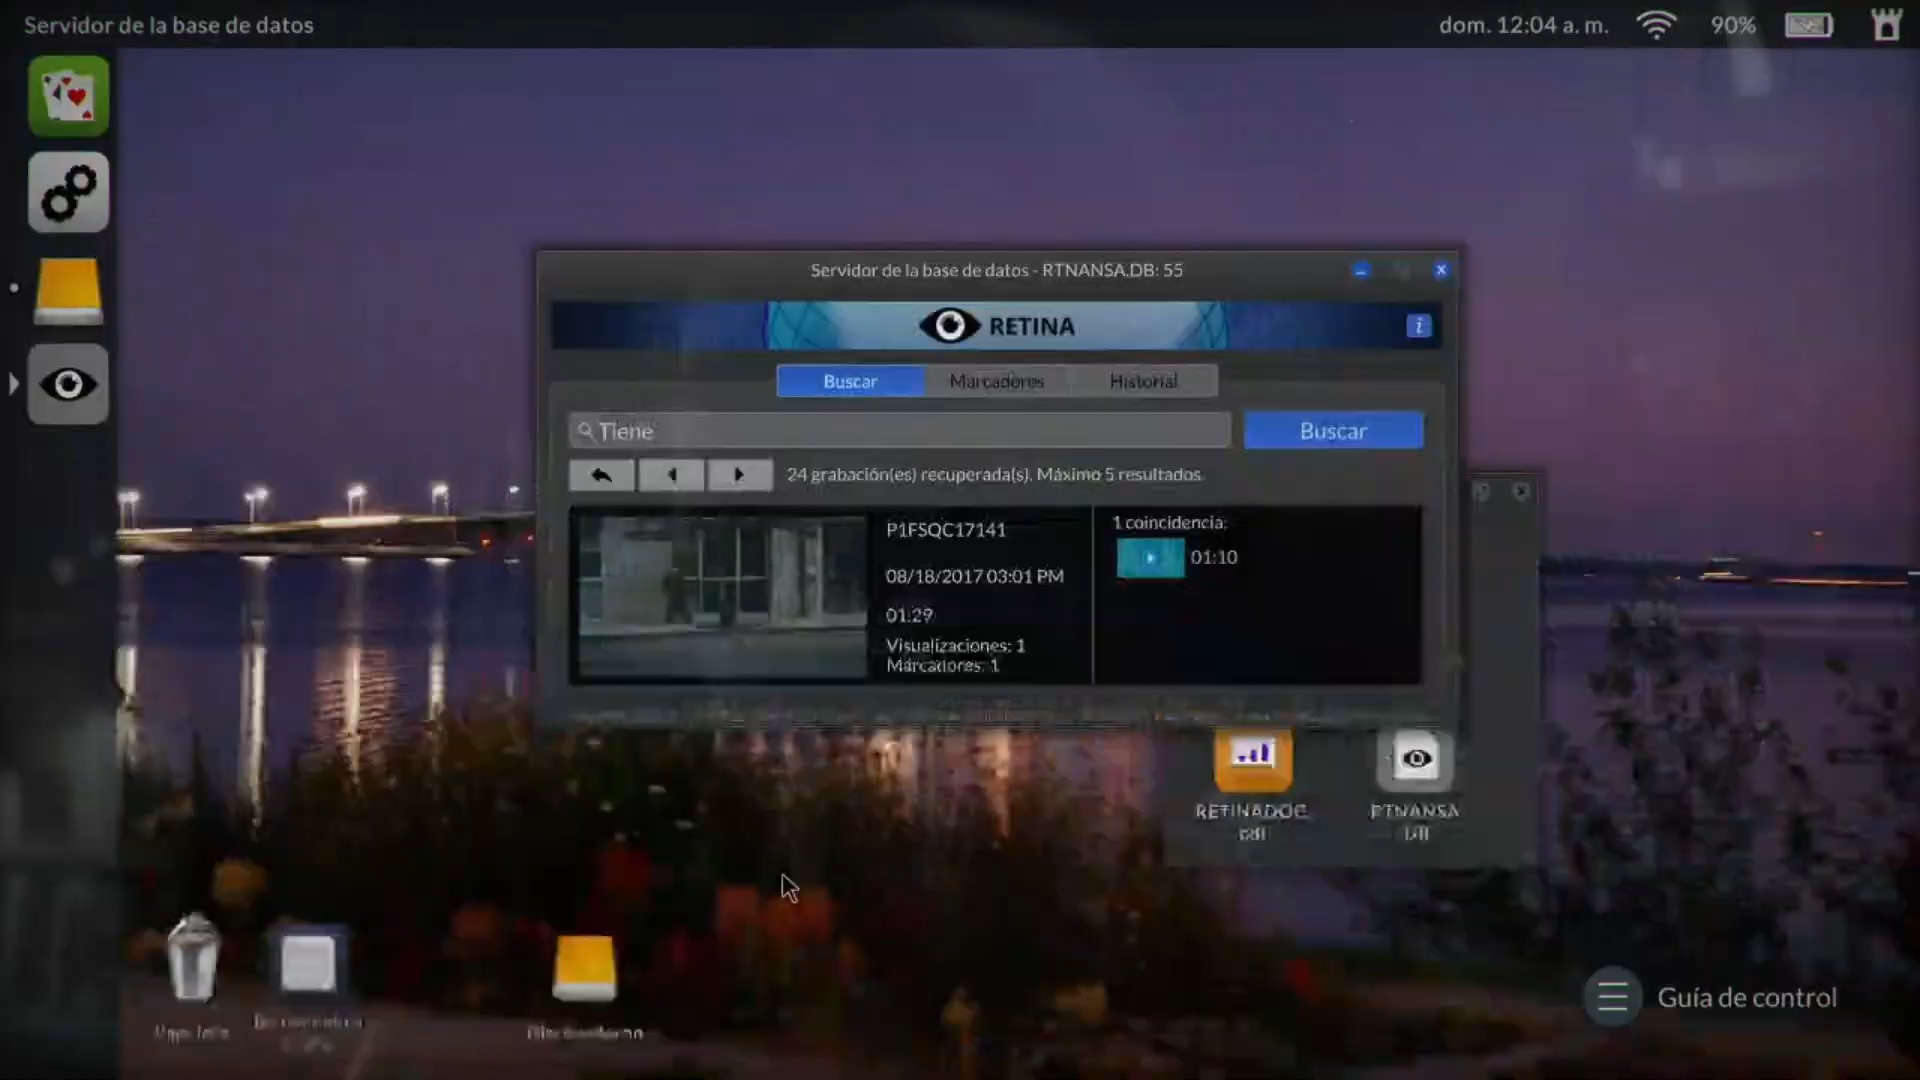 Servidor de la base de datos
dom. 12:04 a. m.
90%
Servidor de la base de datos - RTNANSA.DB: 55
RETINA
i
Buscar
Marcadores
Historial
Tiene
Buscar
24 grabación(es) recuperada(s). Máximo 5 resultados.
P1FSQC17141
08/18/2017 03:01 PM
01:29
Visualizaciones: 1
Marcadores: 1
1 coincidencia:
01:10
RETINADOC
RTNANSA
Guía de control